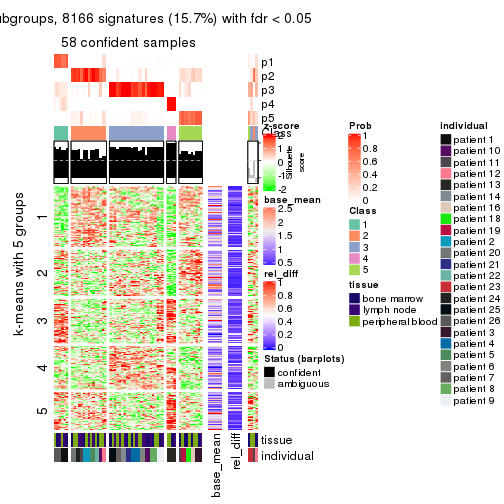 ubgroups, 8166 signatures (15.7%) with fdr < 0.05
58 confident samples
p1
p2
p3
p4
p5
Class
Silhouette
score
k-means with 5 groups
1
2
3
4
5
base_mean
rel_diff
tissue
individual
z-score
2
1
0
-1
-2
base_mean
2.5
2
1.5
1
0.5
rel_diff
1
0.8
0.6
0.4
0.2
0
Status (barplots)
confident
ambiguous
Prob
1
0.8
0.6
0.4
0.2
0
Class
1
2
3
4
5
tissue
bone marrow
lymph node
peripheral blood
individual
patient 1
patient 10
patient 11
patient 12
patient 13
patient 14
patient 16
patient 18
patient 19
patient 2
patient 20
patient 21
patient 22
patient 23
patient 24
patient 25
patient 26
patient 3
patient 4
patient 5
patient 6
patient 7
patient 8
patient 9